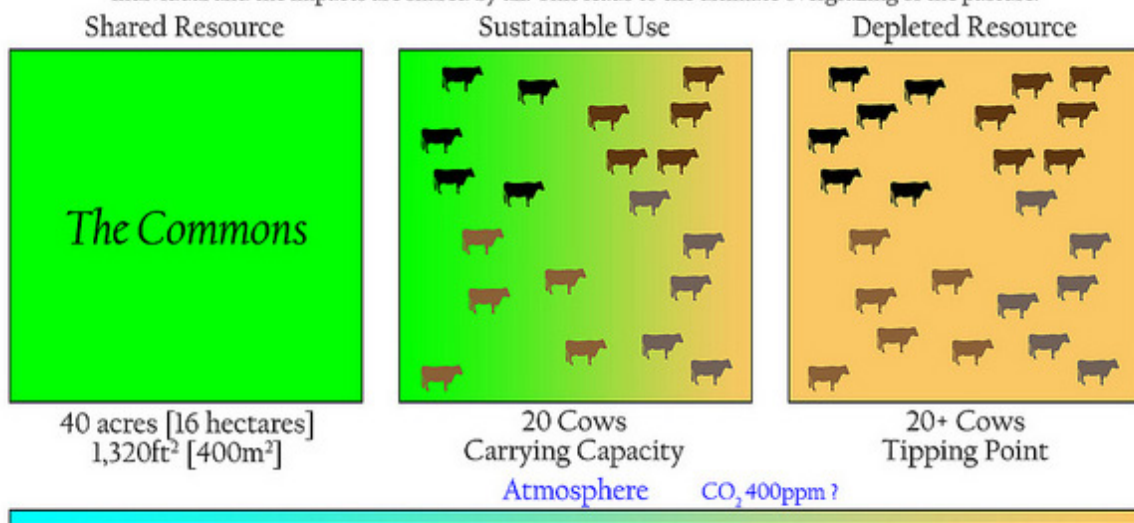 Shared Resource
Sustainable Use
Depleted Resource
The Commons
40 acres [16 hectares]
1,320ft² [400m²]
20 Cows
Carrying Capacity
20+ Cows
Tipping Point
Atmosphere CO₂ 400ppm ?